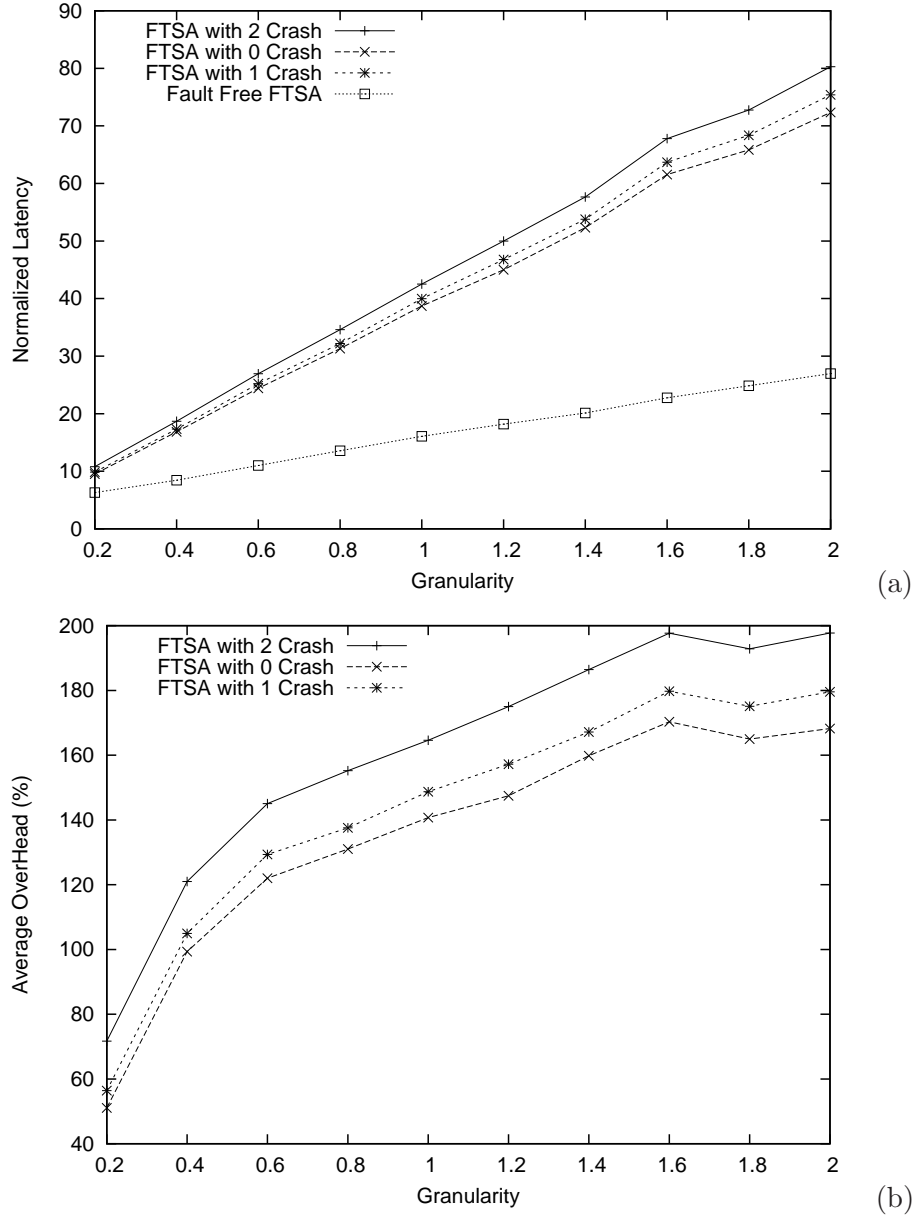 90
80
70
60
50
40
30
20
10
0
Normalized Latency
FTSA with 2 Crash
FTSA with 0 Crash
FTSA with 1 Crash
Fault Free FTSA
0.2 0.4 0.6 0.8 1 1.2 1.4 1.6 1.8 2
Granularity
(a)
200
180
160
140
120
100
80
60
40
Average OverHead (%)
FTSA with 2 Crash
FTSA with 0 Crash
FTSA with 1 Crash
0.2 0.4 0.6 0.8 1 1.2 1.4 1.6 1.8 2
Granularity
(b)